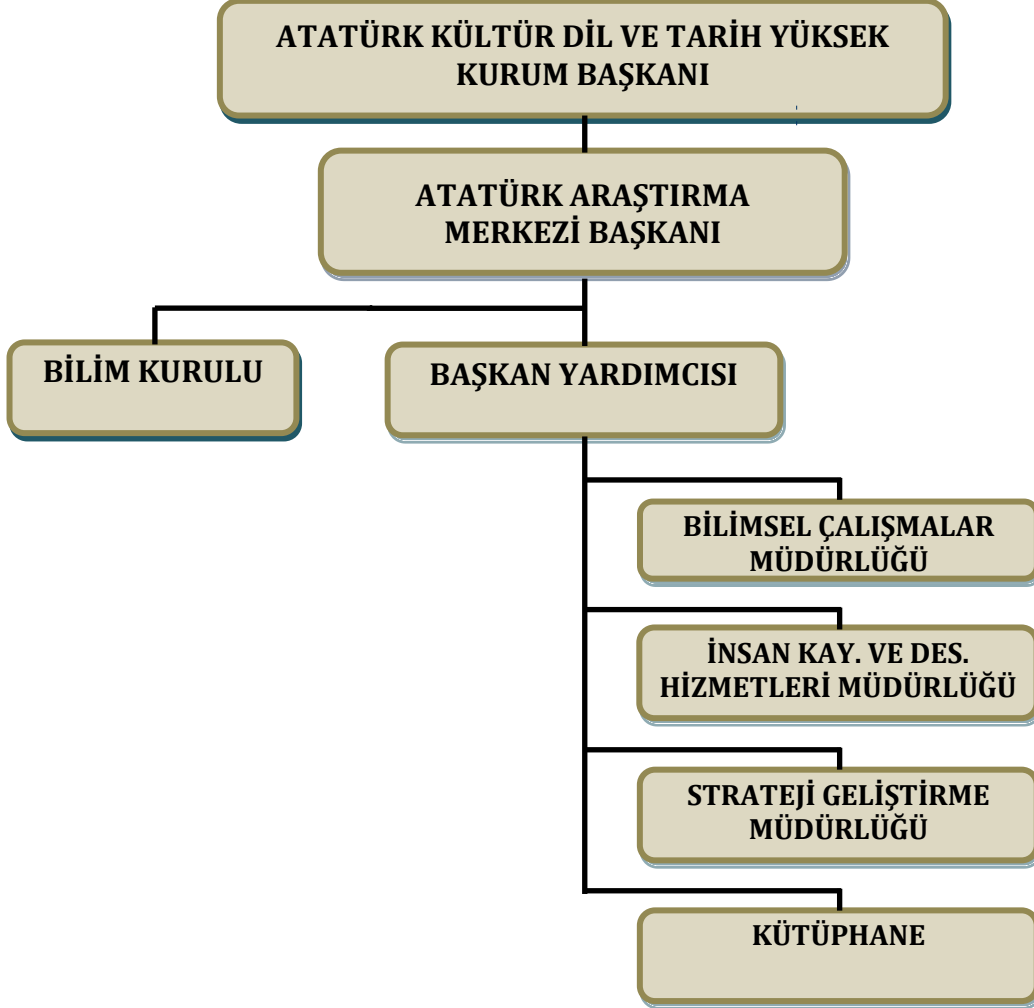 ATATÜRK KÜLTÜR DİL VE TARİH YÜKSEK
KURUM BAŞKANI
ATATÜRK ARAŞTIRMA
MERKEZİ BAŞKANI
BİLİM KURULU
BAŞKAN YARDIMCISI
BİLİMSEL ÇALIŞMALAR
MÜDÜRLÜĞÜ
İNSAN KAY. VE DES.
HİZMETLERİ MÜDÜRLÜĞÜ
STRATEJİ GELİŞTİRME
MÜDÜRLÜĞÜ
KÜTÜPHANE